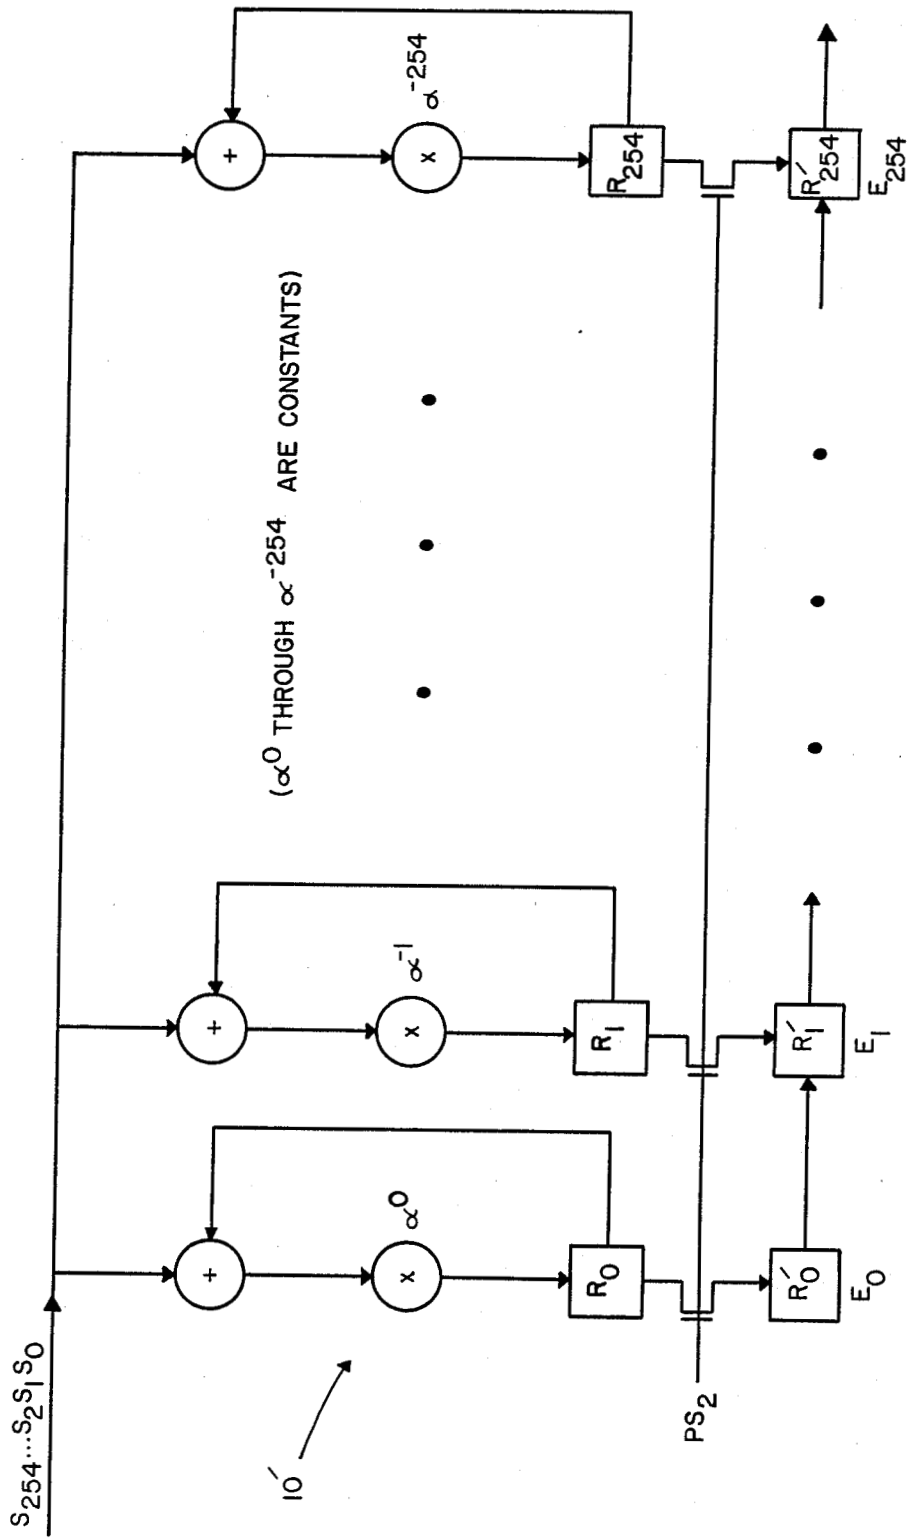 S254...S2S1S0
+
+
+
(α⁰ THROUGH α⁻²⁵⁴ ARE CONSTANTS)
×
α⁰
×
α⁻¹
×
α⁻²⁵⁴
10′
R0
R1
R254
PS2
R′0
R′1
R′254
E0
E1
E254